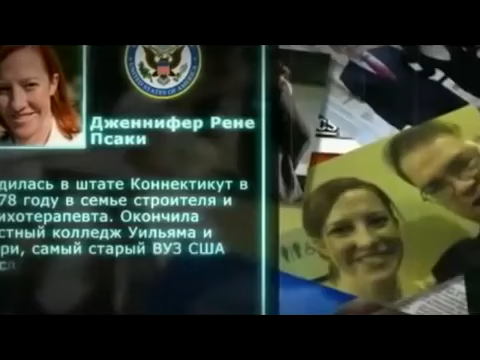 Дженнифер Рене
Псаки
дилась в штате Коннектикут в
78 году в семье строителя и
ихотерапевта. Окончила
стный колледж Уильяма и
ри, самый старый ВУЗ США